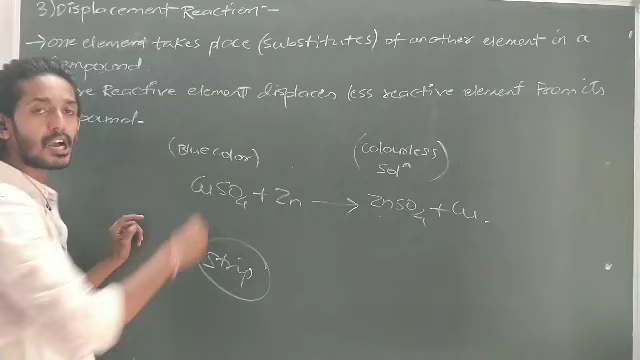 3) Displacement Reaction:-
→ one element takes place (substitutes) of another element in a
compound.
Reactive element displaces less reactive element From its
(Blue color) (Colourless Solⁿ)
CuSO₄ + Zn → ZnSO₄ + Cu.
Strip